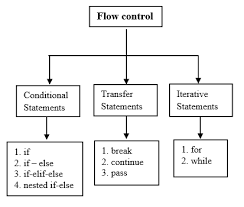 Flow control
Conditional
Statements
Transfer
Statements
Iterative
Statements
1. if
2. if – else
3. if-elif-else
4. nested if-else
1. break
2. continue
3. pass
1. for
2. while